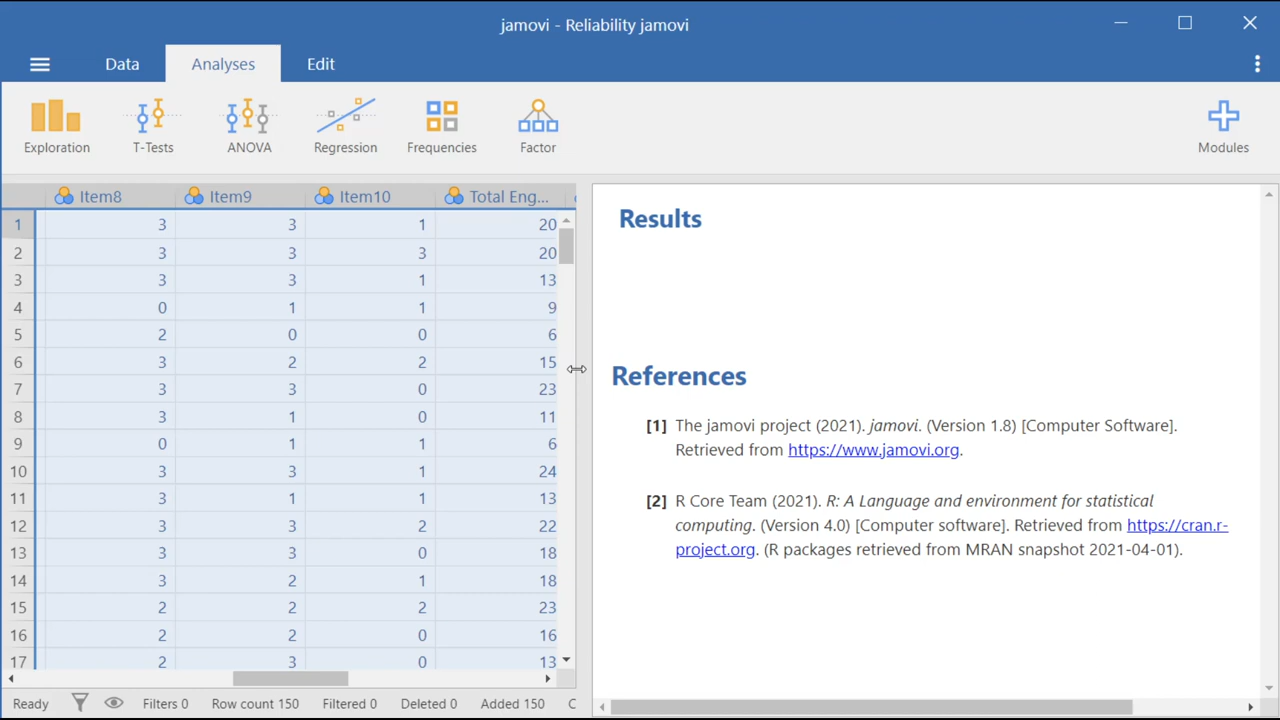 jamovi - Reliability jamovi
Data Analyses Edit
Exploration T-Tests ANOVA Regression Frequencies Factor Modules
Item8 Item9 Item10 Total Eng...
1 3 3 1 20
2 3 3 3 20
3 3 3 1 13
4 0 1 1 9
5 2 0 0 6
6 3 2 2 15
7 3 3 0 23
8 3 1 0 11
9 0 1 1 6
10 3 3 1 24
11 3 1 1 13
12 3 3 2 22
13 3 3 0 18
14 3 2 1 18
15 2 2 2 23
16 2 2 0 16
17 2 3 0 13
Ready Filters 0 Row count 150 Filtered 0 Deleted 0 Added 150 C
Results
References
[1] The jamovi project (2021). jamovi. (Version 1.8) [Computer Software].
Retrieved from https://www.jamovi.org.
[2] R Core Team (2021). R: A Language and environment for statistical
computing. (Version 4.0) [Computer software]. Retrieved from https://cran.r-
project.org. (R packages retrieved from MRAN snapshot 2021-04-01).